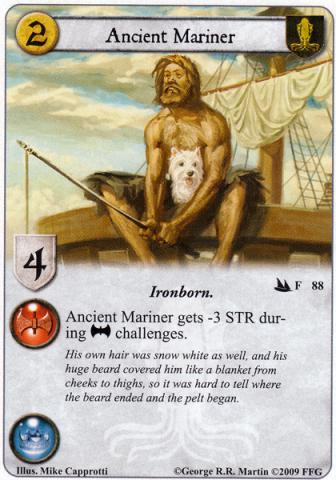 2
Ancient Mariner
4
Ironborn.
F 88
Ancient Mariner gets -3 STR dur-
ing challenges.
His own hair was snow white as well, and his
huge beard covered him like a blanket from
cheeks to thighs, so it was hard to tell where
the beard ended and the pelt began.
Illus. Mike Capprotti
©George R.R. Martin ©2009 FFG